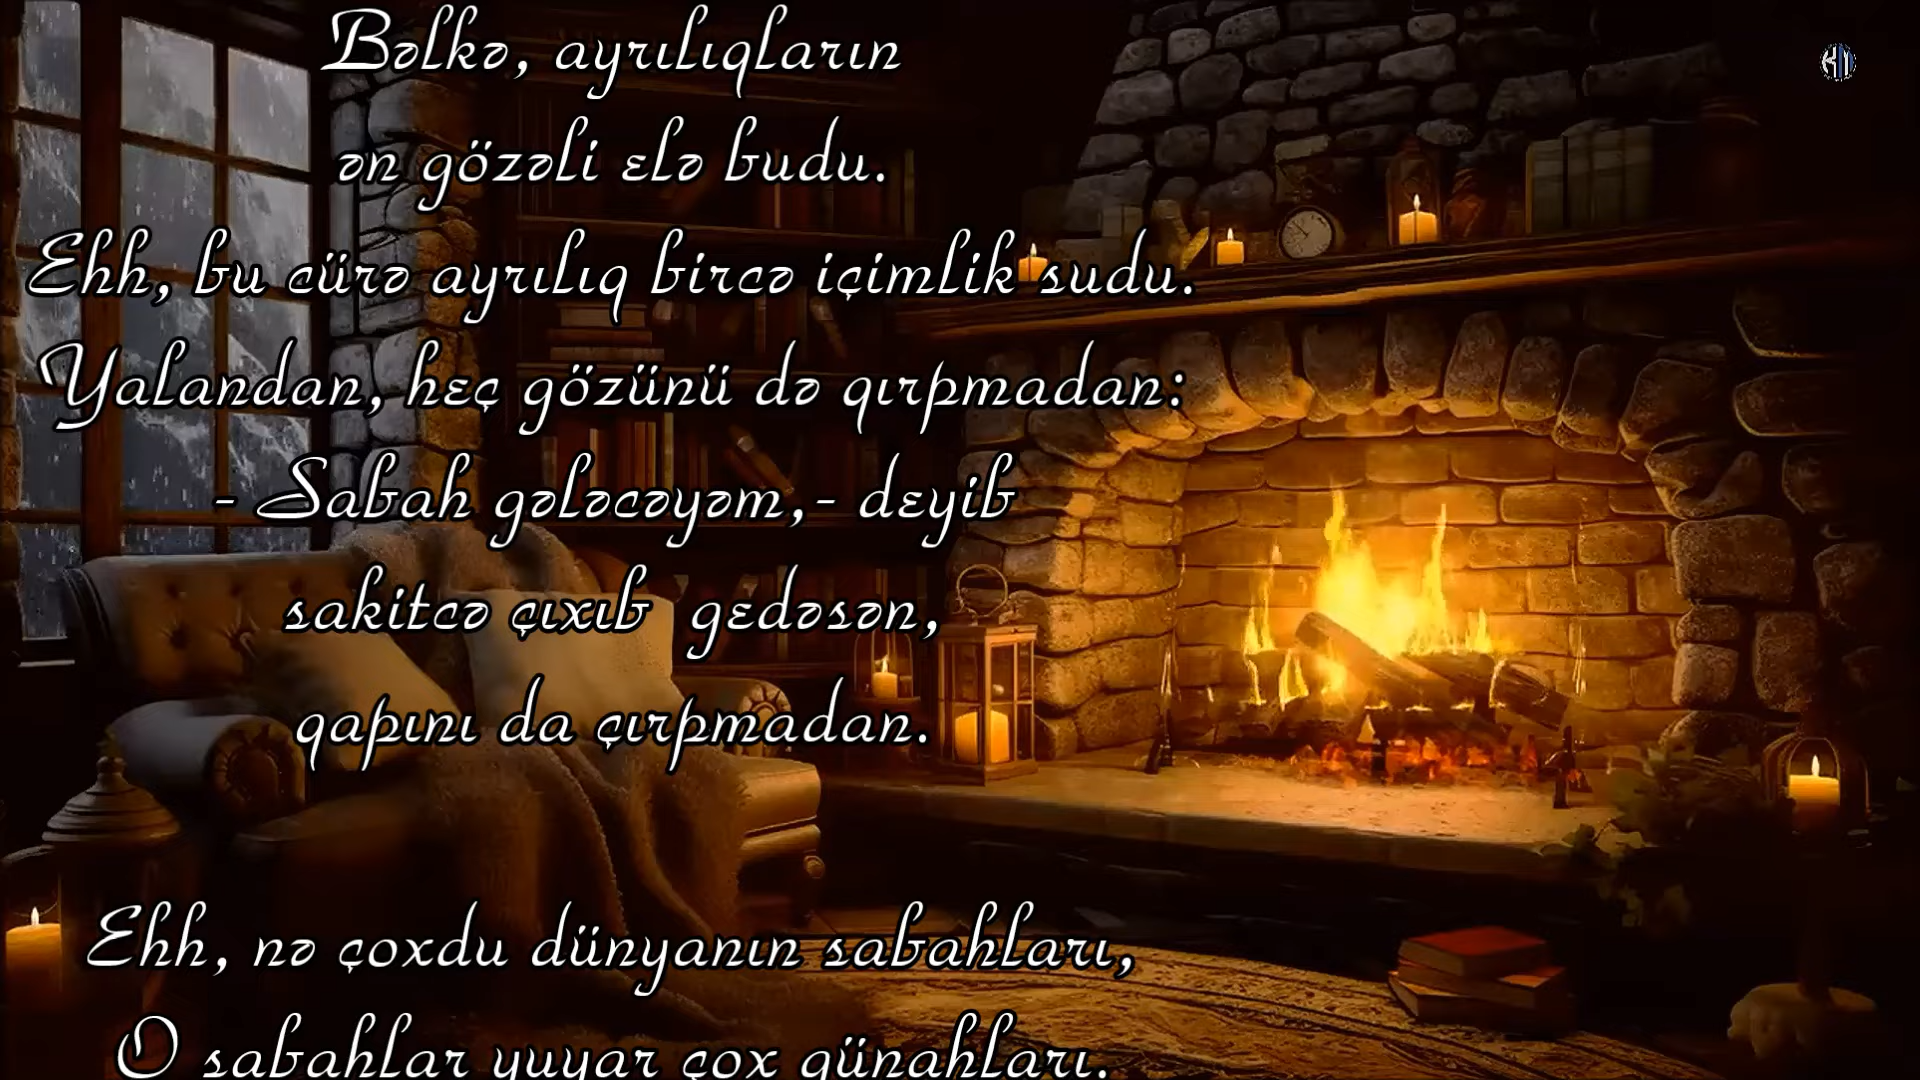 Bəlkə, ayrılıqların
ən gözəli elə budu.
Ehh, bu cürə ayrılıq bircə içimlik sudu.
Yalandan, heç gözünü də qırpmadan:
- Sabah gələcəyəm,- deyib
sakitcə çıxıb gedəsən,
qapını da çırpmadan.
Ehh, nə çoxdu dünyanın sabahları,
O sabahlar yuyar çox günahları.
KM